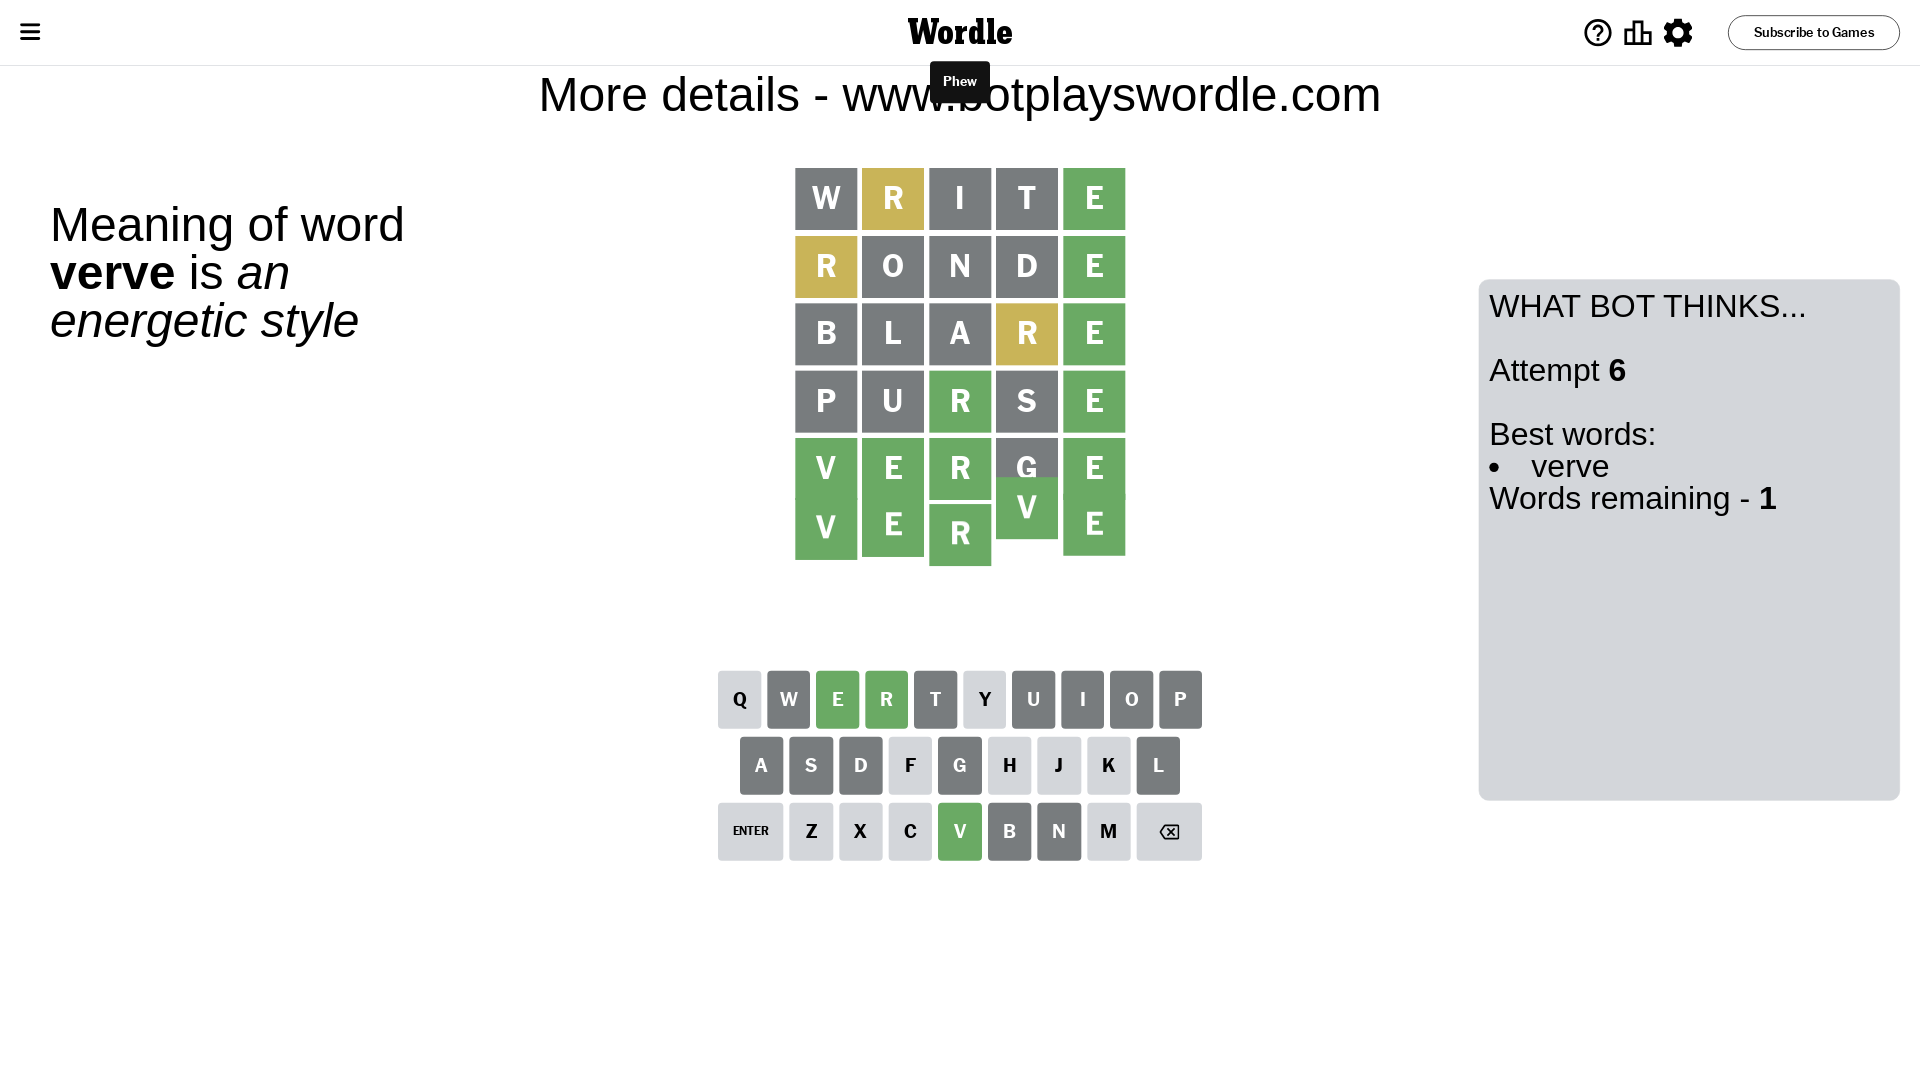 Wordle
Subscribe to Games
Phew
More details - www.botplayswordle.com
Meaning of word
verve is an
energetic style
W R I T E
R O N D E
B L A R E
P U R S E
V E R G E
V E R V E
WHAT BOT THINKS...
Attempt 6
Best words:
• verve
Words remaining - 1
Q W E R T Y U I O P
A S D F G H J K L
ENTER Z X C V B N M